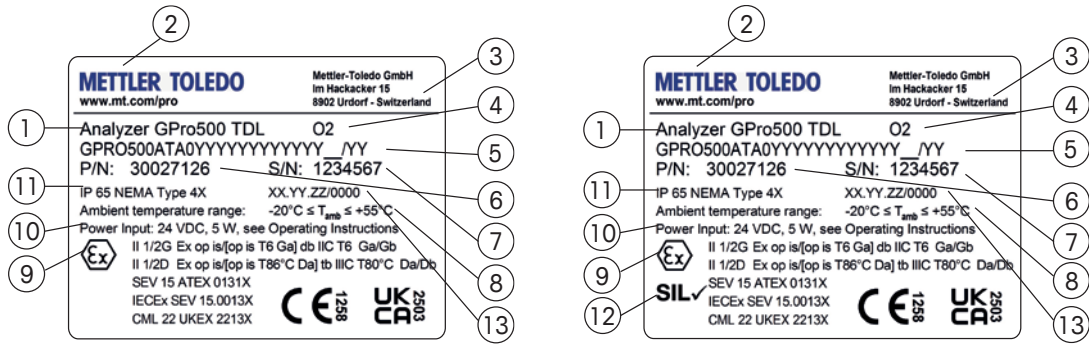 2
METTLER TOLEDO
www.mt.com/pro
Mettler-Toledo GmbH
Im Hackacker 15
8902 Urdorf - Switzerland
3
1
Analyzer GPro500 TDL O2
4
GPRO500ATA0YYYYYYYYYYYY__/YY
5
P/N: 30027126 S/N: 1234567
6
7
11
IP 65 NEMA Type 4X XX.YY.ZZ/0000
13
Ambient temperature range: -20°C ≤ Tamb ≤ +55°C
8
10
Power Input: 24 VDC, 5 W, see Operating Instructions
9
Ex
II 1/2G Ex op is/[op is T6 Ga] db IIC T6 Ga/Gb
II 1/2D Ex op is/[op is T86°C Da] tb IIIC T80°C Da/Db
SEV 15 ATEX 0131X
IECEx SEV 15.0013X
CML 22 UKEX 2213X
CE 1258
UK CA 2503
2
METTLER TOLEDO
www.mt.com/pro
Mettler-Toledo GmbH
Im Hackacker 15
8902 Urdorf - Switzerland
3
1
Analyzer GPro500 TDL O2
4
GPRO500ATA0YYYYYYYYYYYY__/YY
5
P/N: 30027126 S/N: 1234567
6
7
11
IP 65 NEMA Type 4X XX.YY.ZZ/0000
13
Ambient temperature range: -20°C ≤ Tamb ≤ +55°C
8
10
Power Input: 24 VDC, 5 W, see Operating Instructions
9
Ex
II 1/2G Ex op is/[op is T6 Ga] db IIC T6 Ga/Gb
II 1/2D Ex op is/[op is T86°C Da] tb IIIC T80°C Da/Db
12
SIL✓
SEV 15 ATEX 0131X
IECEx SEV 15.0013X
CML 22 UKEX 2213X
CE 1258
UK CA 2503